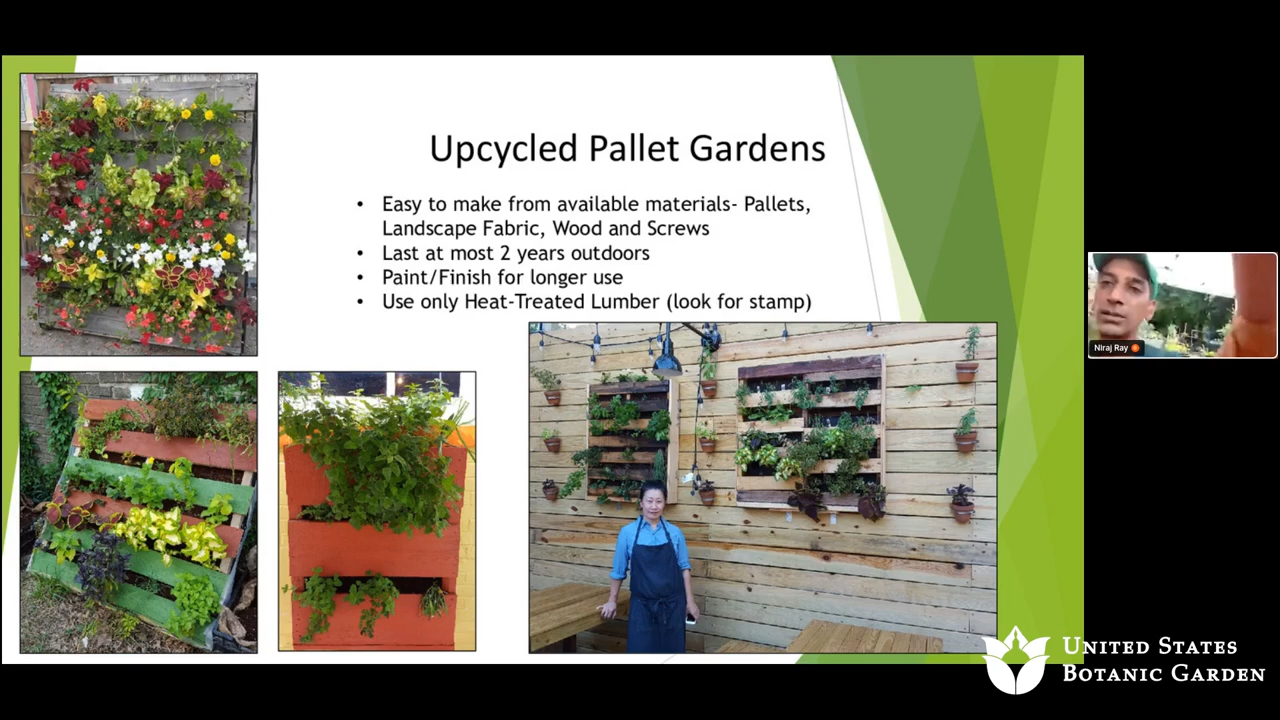 Upcycled Pallet Gardens
• Easy to make from available materials- Pallets,
Landscape Fabric, Wood and Screws
• Last at most 2 years outdoors
• Paint/Finish for longer use
• Use only Heat-Treated Lumber (look for stamp)
Niraj Ray
UNITED STATES
BOTANIC GARDEN